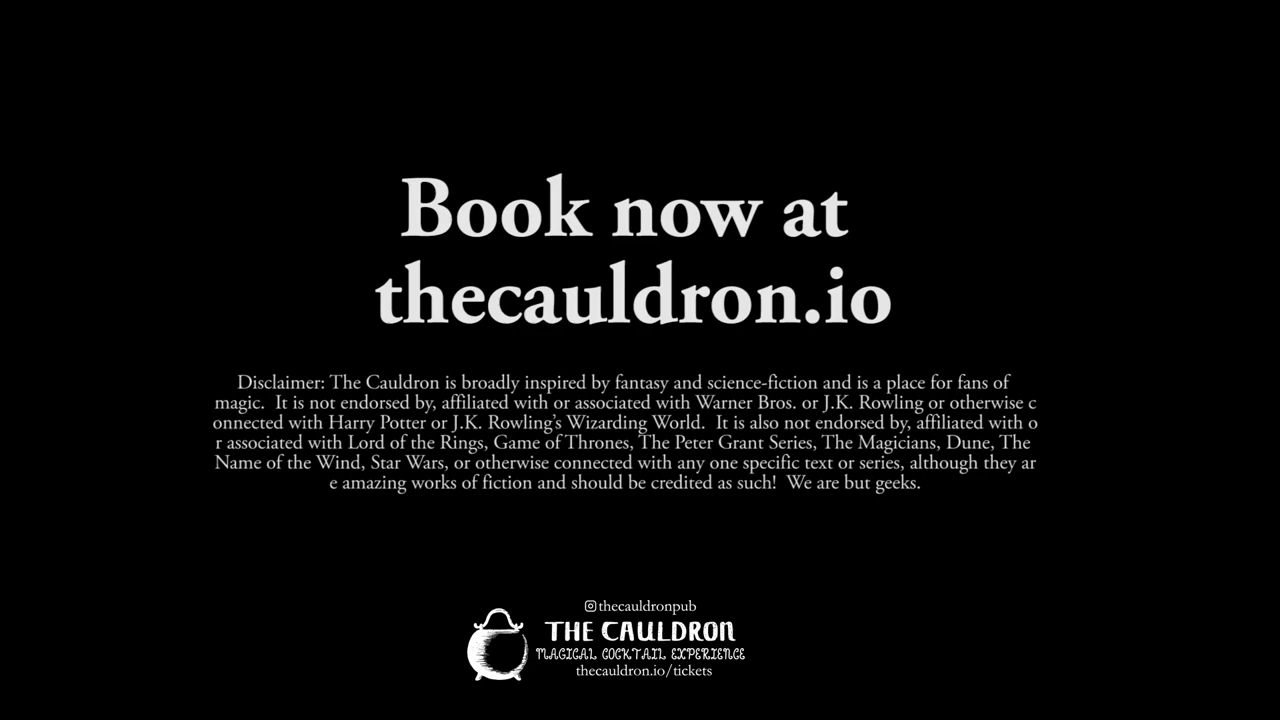 Book now at
thecauldron.io
Disclaimer: The Cauldron is broadly inspired by fantasy and science-fiction and is a place for fans of
magic.  It is not endorsed by, affiliated with or associated with Warner Bros. or J.K. Rowling or otherwise c
onnected with Harry Potter or J.K. Rowling’s Wizarding World.  It is also not endorsed by, affiliated with o
r associated with Lord of the Rings, Game of Thrones, The Peter Grant Series, The Magicians, Dune, The
Name of the Wind, Star Wars, or otherwise connected with any one specific text or series, although they ar
e amazing works of fiction and should be credited as such!  We are but geeks.
thecauldronpub
THE CAULDRON
MAGICAL COCKTAIL EXPERIENCE
thecauldron.io/tickets